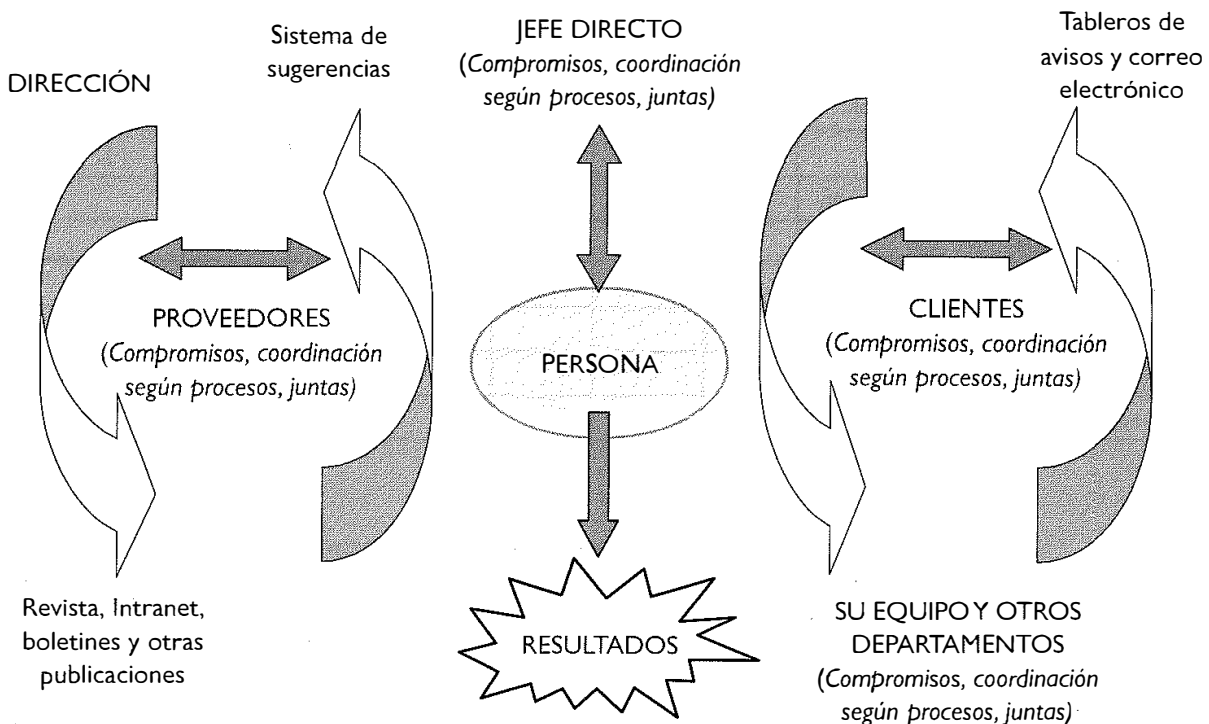 DIRECCIÓN
Sistema de
sugerencias
JEFE DIRECTO
(Compromisos, coordinación
según procesos, juntas)
Tableros de
avisos y correo
electrónico
PROVEEDORES
(Compromisos, coordinación
según procesos, juntas)
PERSONA
CLIENTES
(Compromisos, coordinación
según procesos, juntas)
Revista, Intranet,
boletines y otras
publicaciones
RESULTADOS
SU EQUIPO Y OTROS
DEPARTAMENTOS
(Compromisos, coordinación
según procesos, juntas)